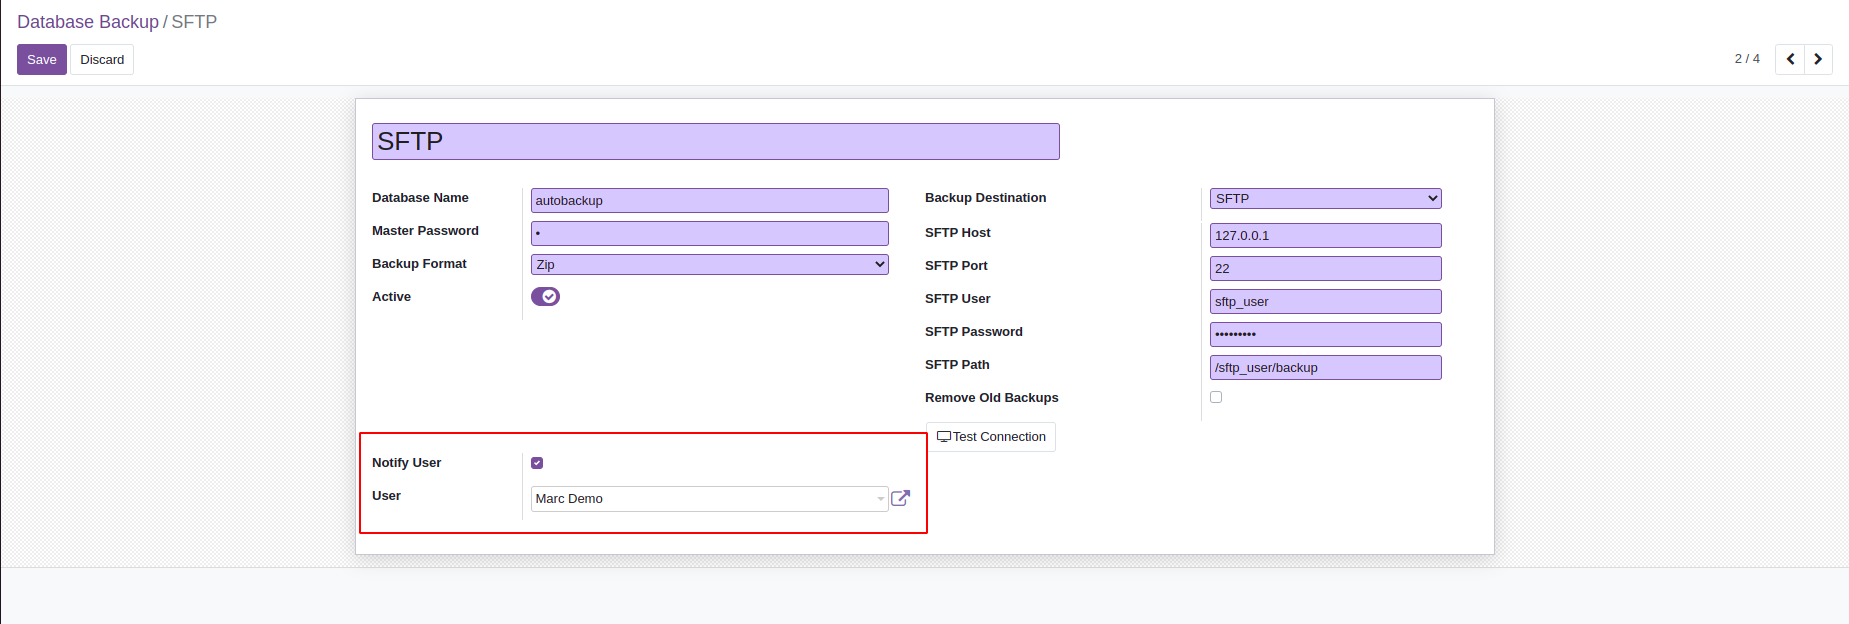 Database Backup / SFTP
Save Discard
2 / 4
SFTP
Database Name autobackup
Master Password •
Backup Format Zip
Active
Backup Destination SFTP
SFTP Host 127.0.0.1
SFTP Port 22
SFTP User sftp_user
SFTP Password •••••••••
SFTP Path /sftp_user/backup
Remove Old Backups
Test Connection
Notify User
User Marc Demo